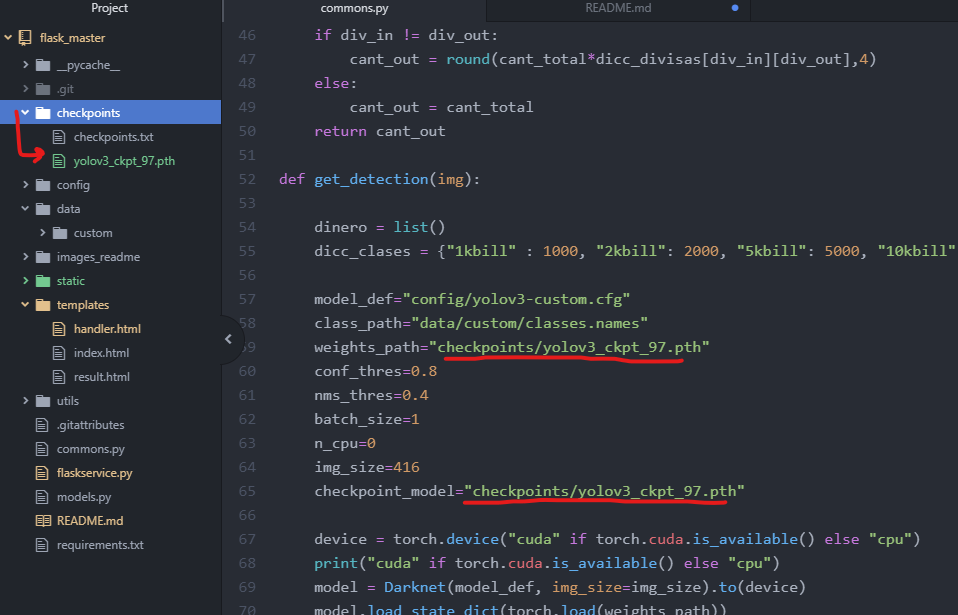 Project
flask_master
__pycache__
.git
checkpoints
checkpoints.txt
yolov3_ckpt_97.pth
config
data
custom
images_readme
static
templates
handler.html
index.html
result.html
utils
.gitattributes
commons.py
flaskservice.py
models.py
README.md
requirements.txt
commons.py
README.md
46 if div_in != div_out:
47 cant_out = round(cant_total*dicc_divisas[div_in][div_out],4)
48 else:
49 cant_out = cant_total
50 return cant_out
51
52 def get_detection(img):
53
54 dinero = list()
55 dicc_clases = {"1kbill" : 1000, "2kbill": 2000, "5kbill": 5000, "10kbill"
56
57 model_def="config/yolov3-custom.cfg"
58 class_path="data/custom/classes.names"
59 weights_path="checkpoints/yolov3_ckpt_97.pth"
60 conf_thres=0.8
61 nms_thres=0.4
62 batch_size=1
63 n_cpu=0
64 img_size=416
65 checkpoint_model="checkpoints/yolov3_ckpt_97.pth"
66
67 device = torch.device("cuda" if torch.cuda.is_available() else "cpu")
68 print("cuda" if torch.cuda.is_available() else "cpu")
69 model = Darknet(model_def, img_size=img_size).to(device)
70 model.load_state_dict(torch.load(weights_path))